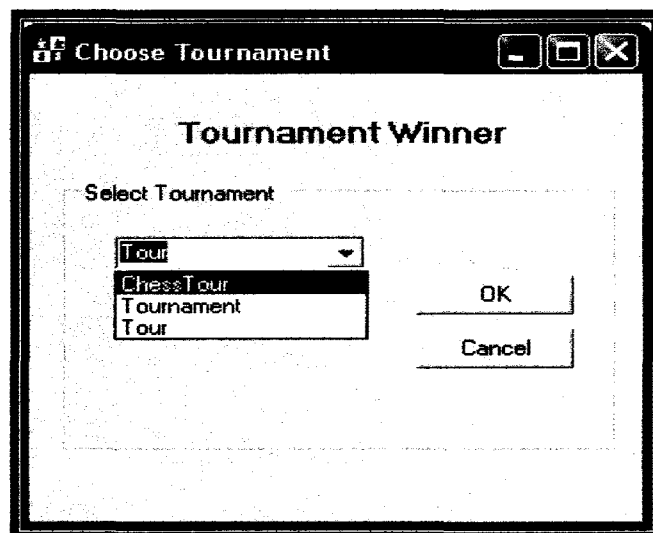 Choose Tournament
Tournament Winner
Select Tournament
Tour
ChessTour
Tournament
Tour
OK
Cancel